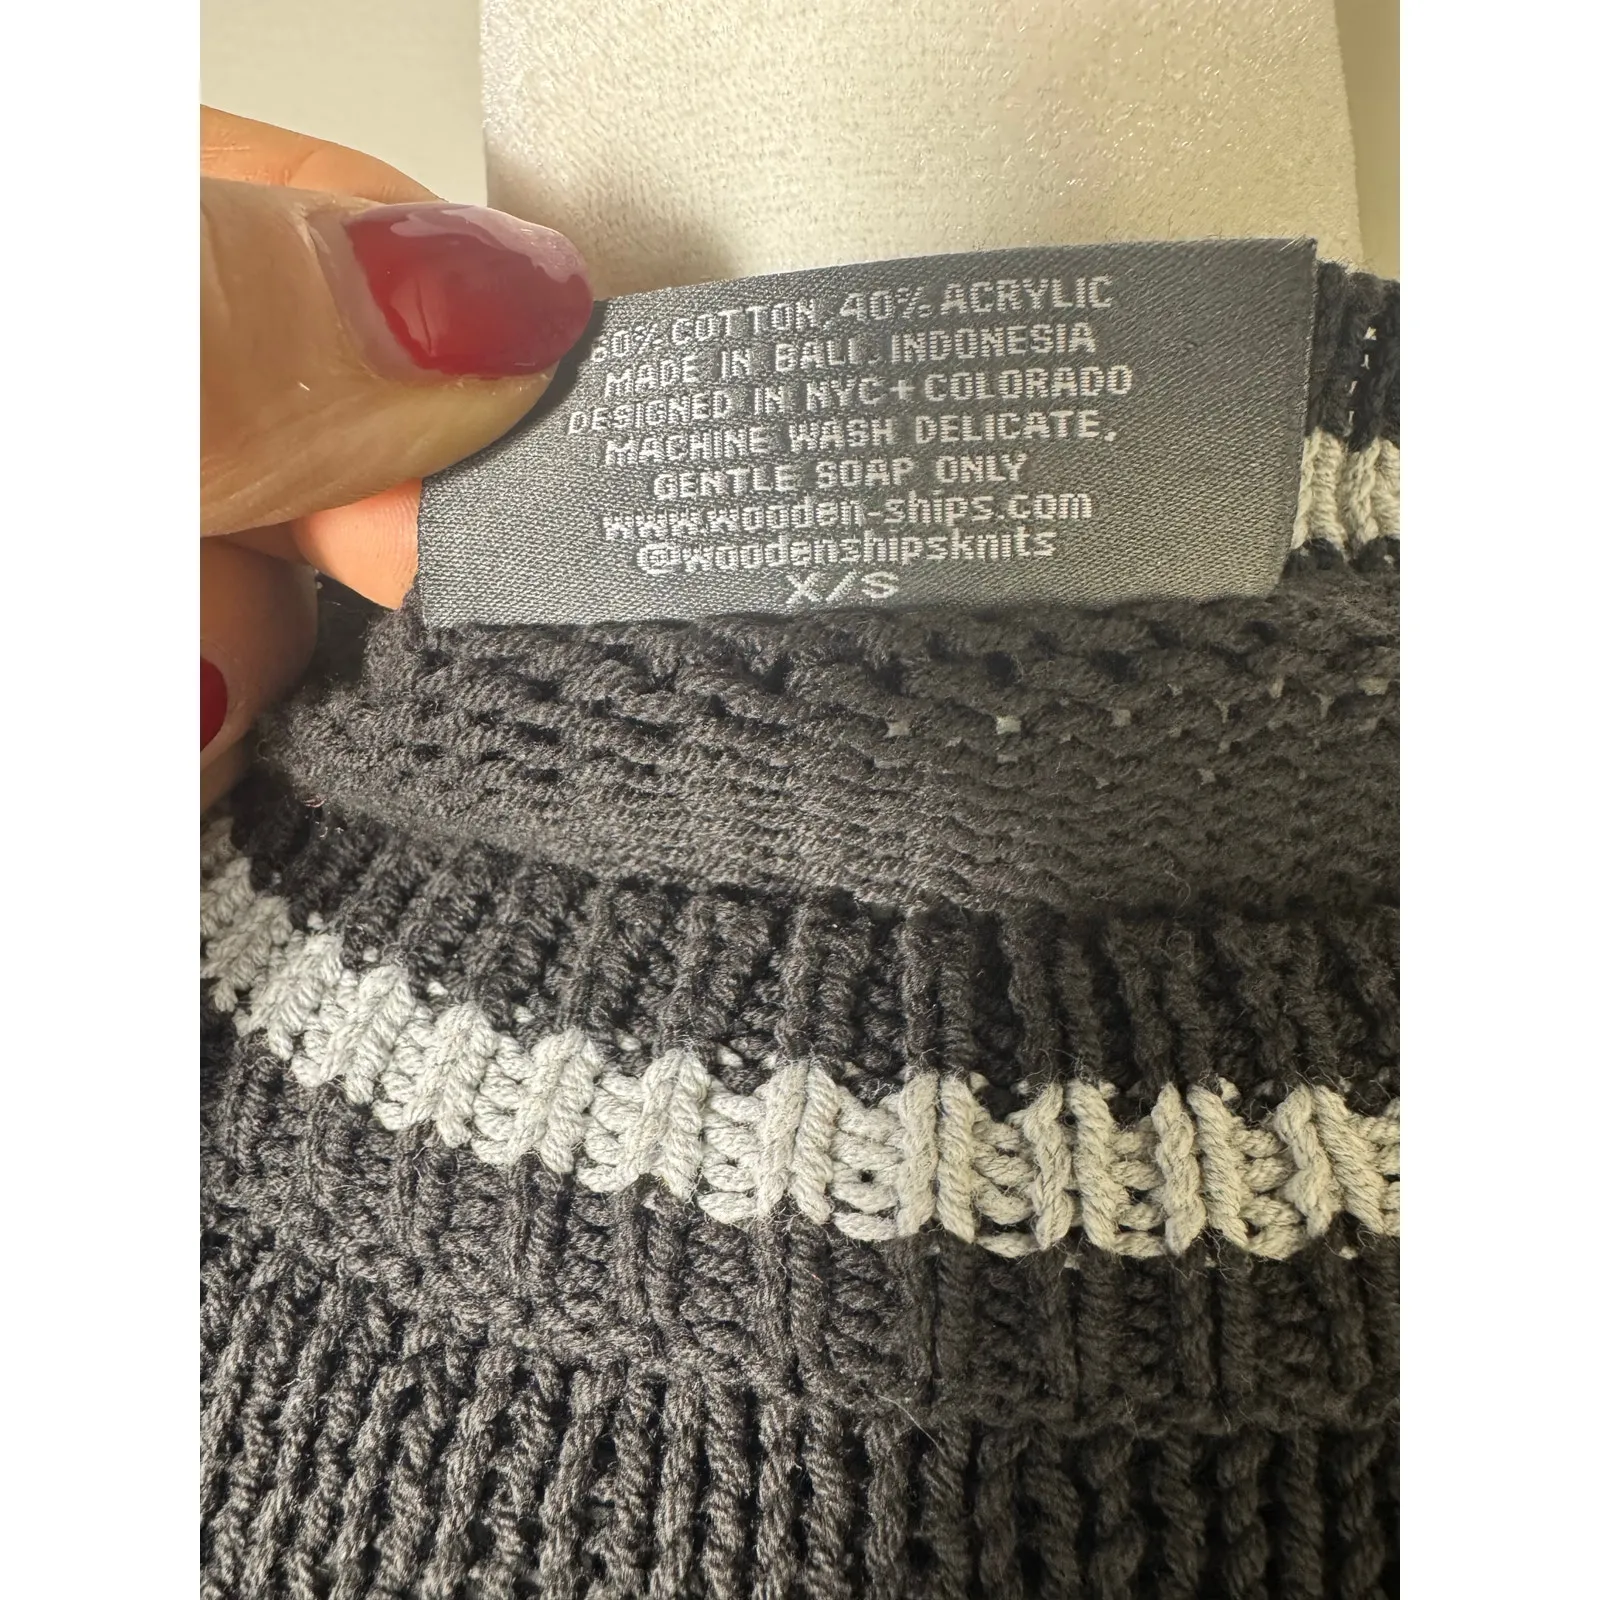 60% COTTON, 40% ACRYLIC
MADE IN BALI, INDONESIA
DESIGNED IN NYC+COLORADO
MACHINE WASH DELICATE.
GENTLE SOAP ONLY
www.wooden-ships.com
@woodenshipsknits
X/S